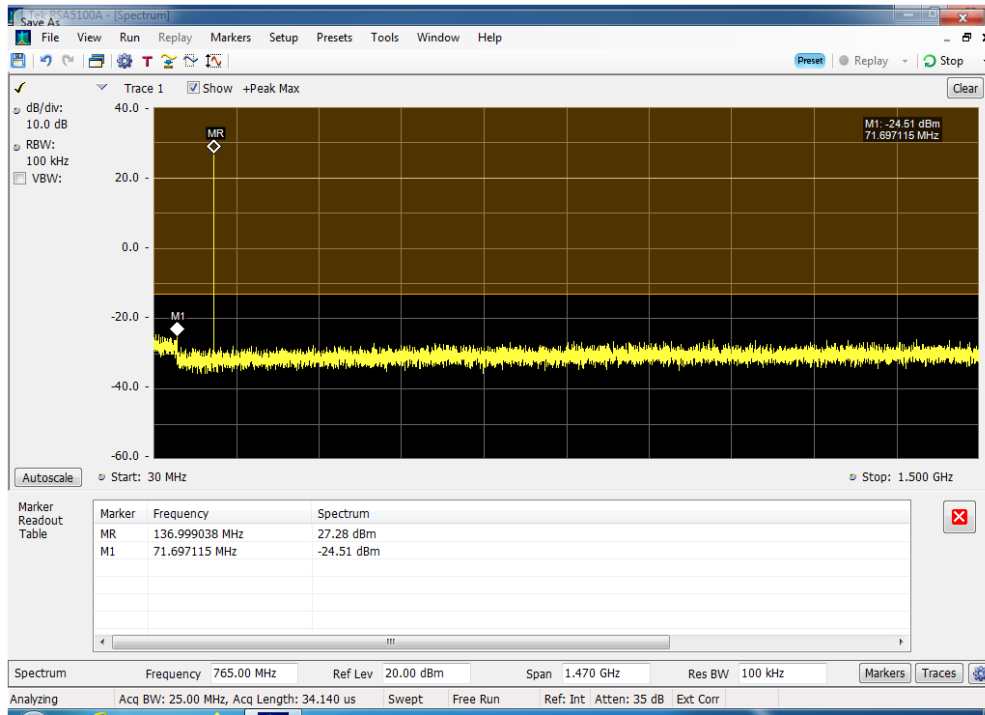 Tek RSA5100A - [Spectrum]
Save As
File View Run Replay Markers Setup Presets Tools Window Help
Preset Replay Stop
Trace 1 Show +Peak Max Clear
dB/div:
10.0 dB
RBW:
100 kHz
VBW:
40.0
20.0
0.0
-20.0
-40.0
-60.0
MR
M1
M1: -24.51 dBm
71.697115 MHz
Autoscale Start: 30 MHz Stop: 1.500 GHz
Marker
Readout
Table
Marker Frequency Spectrum
MR 136.999038 MHz 27.28 dBm
M1 71.697115 MHz -24.51 dBm
Spectrum Frequency 765.00 MHz Ref Lev 20.00 dBm Span 1.470 GHz Res BW 100 kHz Markers Traces
Analyzing Acq BW: 25.00 MHz, Acq Length: 34.140 us Swept Free Run Ref: Int Atten: 35 dB Ext Corr